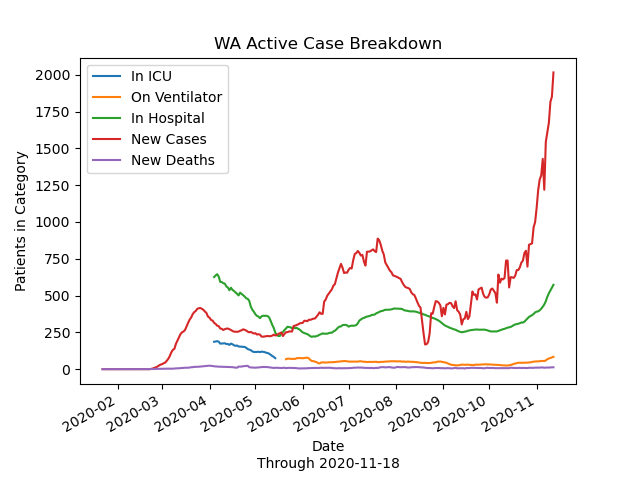 WA Active Case Breakdown
In ICU
On Ventilator
In Hospital
New Cases
New Deaths
Patients in Category
2000
1750
1500
1250
1000
750
500
250
0
2020-02
2020-03
2020-04
2020-05
2020-06
2020-07
2020-08
2020-09
2020-10
2020-11
Date
Through 2020-11-18